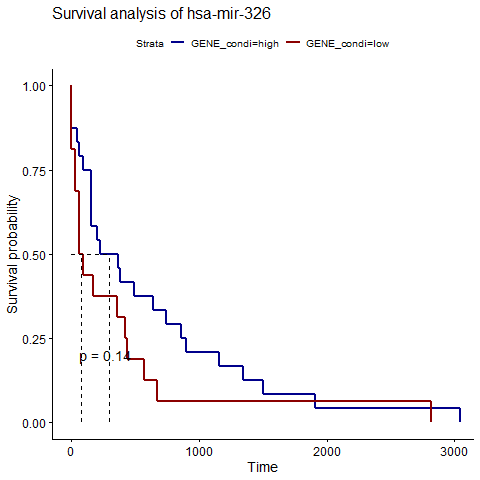 Survival analysis of hsa-mir-326
Strata GENE_condi=high GENE_condi=low
1.00
0.75
0.50
0.25
0.00
Survival probability
p = 0.14
0 1000 2000 3000
Time